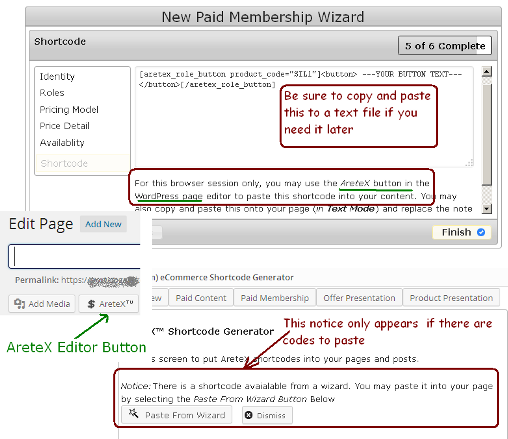 New Paid Membership Wizard
Shortcode
5 of 6 Complete
Identity
Roles
Pricing Model
Price Detail
Availablity
Shortcode
[aretex_role_button product_code="SIL1"]<button> ---YOUR BUTTON TEXT---
</button>[/aretex_role_button]
Be sure to copy and paste
this to a text file if you
need it later
For this browser session only, you may use the AreteX button in the
WordPress page editor to paste this shortcode into your content. You may
also copy and paste this onto your page (in Text Mode) and replace the note
Finish
Edit Page
Add New
Permalink: https:/
Add Media
$ AreteX™
AreteX Editor Button
) eCommerce Shortcode Generator
Paid Content
Paid Membership
Offer Presentation
Product Presentation
X™ Shortcode Generator
This notice only appears if there are
codes to paste
s screen to put AreteX shortcodes into your pages and posts.
Notice: There is a shortcode avaialable from a wizard. You may paste it into your page
by selecting the Paste From Wizard Button Below
Paste From Wizard
Dismiss